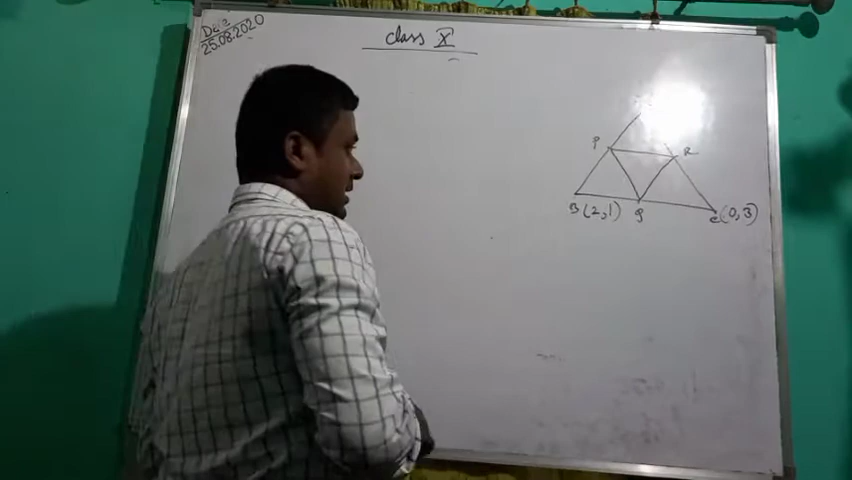 Date
25.08.2020
class X
P
R
B(2,1)
Q
C(0,3)